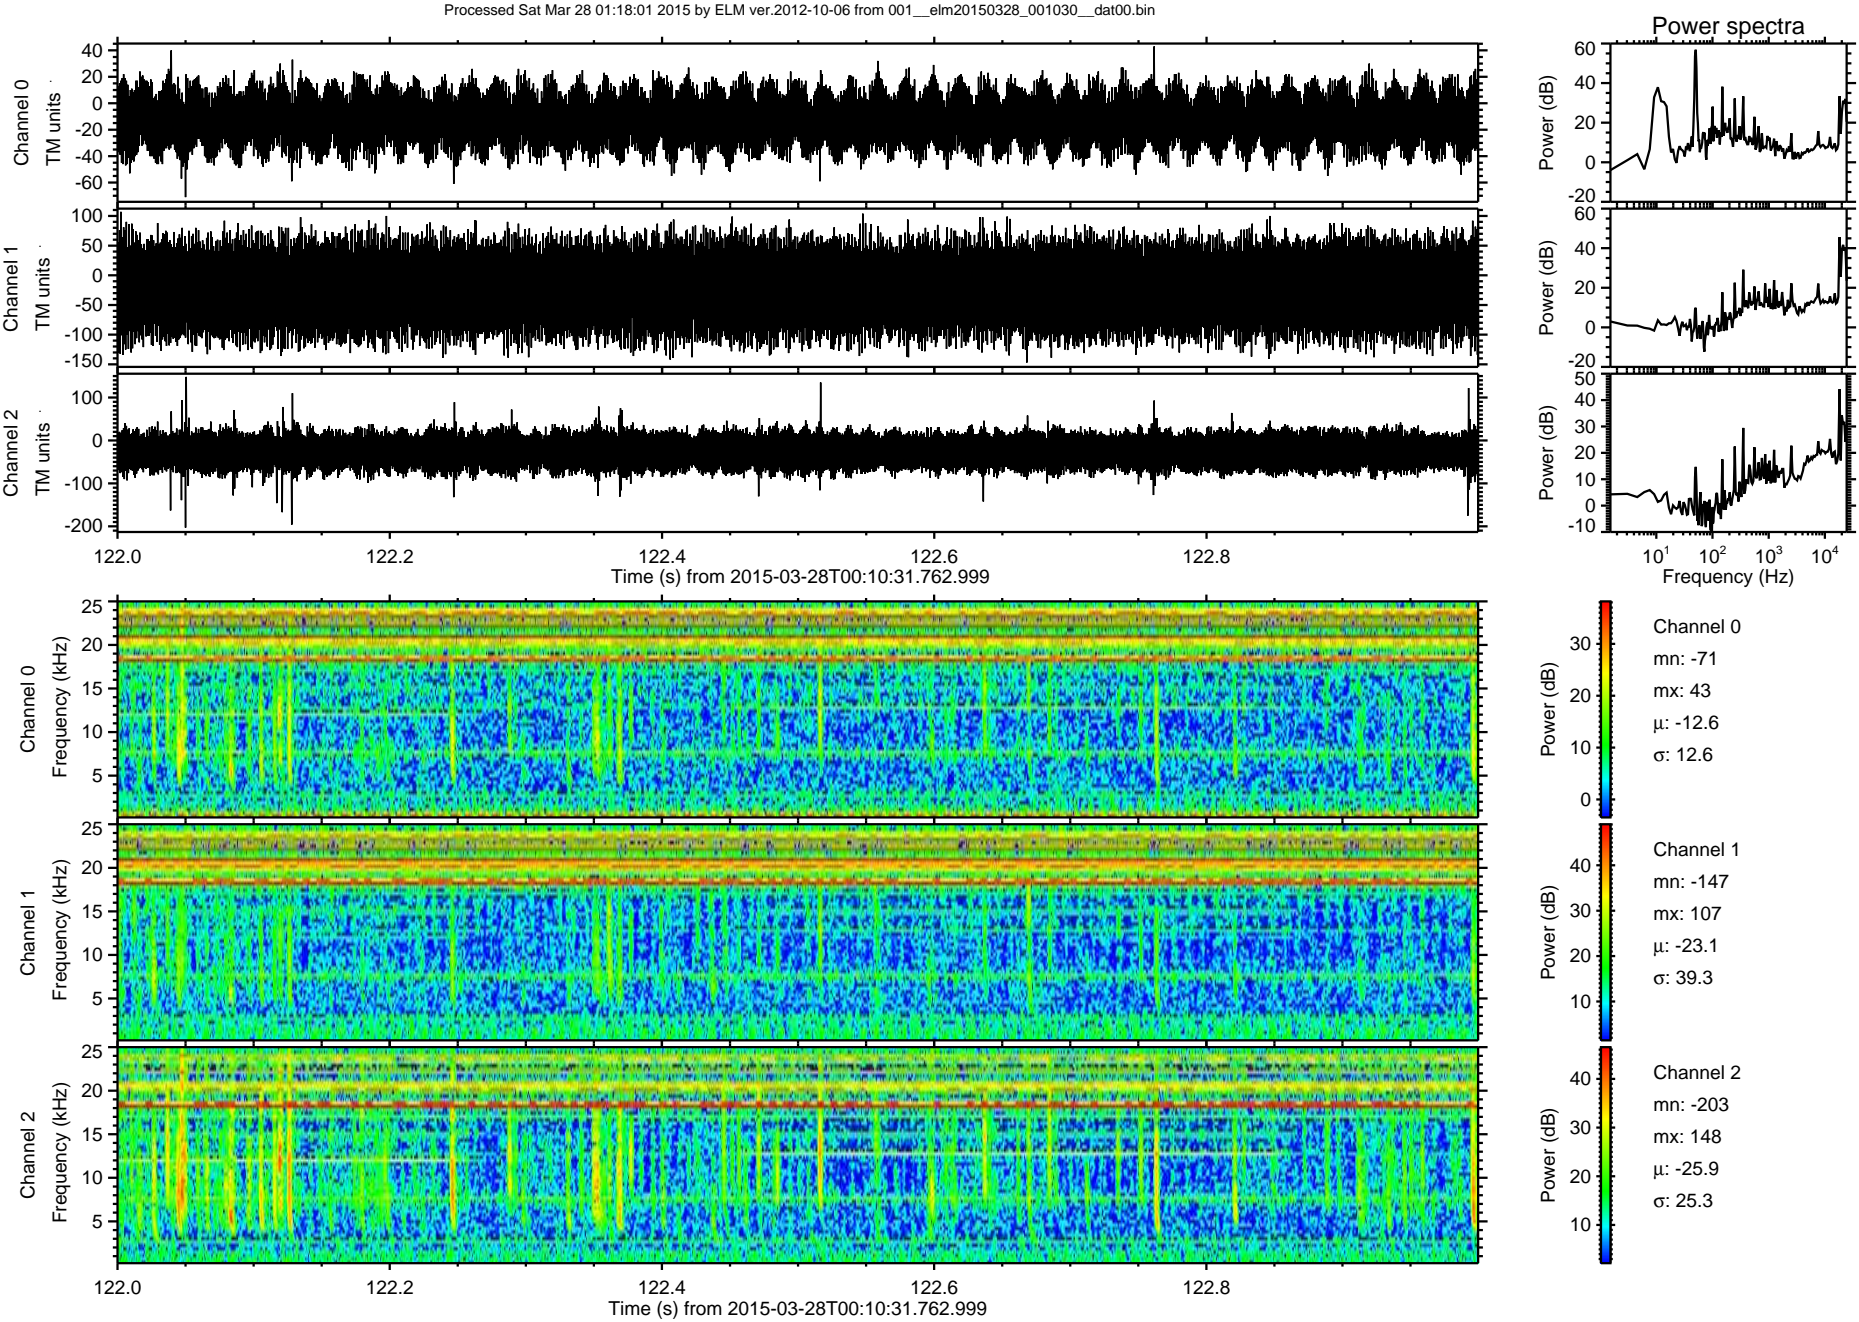 Processed Sat Mar 28 01:18:01 2015 by ELM ver.2012-10-06 from 001__elm20150328_001030__dat00.bin
Power spectra
Channel 0
TM units
40
20
0
-20
-40
-60
Power (dB)
60
40
20
0
-20
Channel 1
TM units
100
50
0
-50
-100
-150
Power (dB)
60
40
20
0
-20
Channel 2
TM units
100
0
-100
-200
Power (dB)
50
40
30
20
10
0
-10
122.0 122.2 122.4 122.6 122.8
Time (s) from 2015-03-28T00:10:31.762.999
10¹ 10² 10³ 10⁴
Frequency (Hz)
Channel 0
Frequency (kHz)
25
20
15
10
5
Power (dB)
30
20
10
0
Channel 0
mn: -71
mx: 43
μ: -12.6
σ: 12.6
Channel 1
Frequency (kHz)
25
20
15
10
5
Power (dB)
40
30
20
10
Channel 1
mn: -147
mx: 107
μ: -23.1
σ: 39.3
Channel 2
Frequency (kHz)
25
20
15
10
5
Power (dB)
40
30
20
10
Channel 2
mn: -203
mx: 148
μ: -25.9
σ: 25.3
122.0 122.2 122.4 122.6 122.8
Time (s) from 2015-03-28T00:10:31.762.999